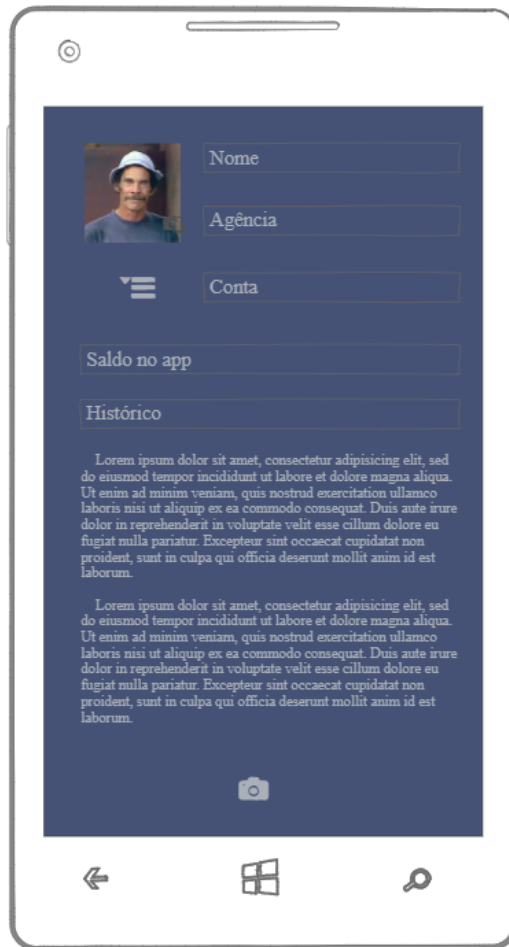 Nome
Agência
Conta
Saldo no app
Histórico
Lorem ipsum dolor sit amet, consectetur adipisicing elit, sed
do eiusmod tempor incididunt ut labore et dolore magna aliqua.
Ut enim ad minim veniam, quis nostrud exercitation ullamco
laboris nisi ut aliquip ex ea commodo consequat. Duis aute irure
dolor in reprehenderit in voluptate velit esse cillum dolore eu
fugiat nulla pariatur. Excepteur sint occaecat cupidatat non
proident, sunt in culpa qui officia deserunt mollit anim id est
laborum.
Lorem ipsum dolor sit amet, consectetur adipisicing elit, sed
do eiusmod tempor incididunt ut labore et dolore magna aliqua.
Ut enim ad minim veniam, quis nostrud exercitation ullamco
laboris nisi ut aliquip ex ea commodo consequat. Duis aute irure
dolor in reprehenderit in voluptate velit esse cillum dolore eu
fugiat nulla pariatur. Excepteur sint occaecat cupidatat non
proident, sunt in culpa qui officia deserunt mollit anim id est
laborum.